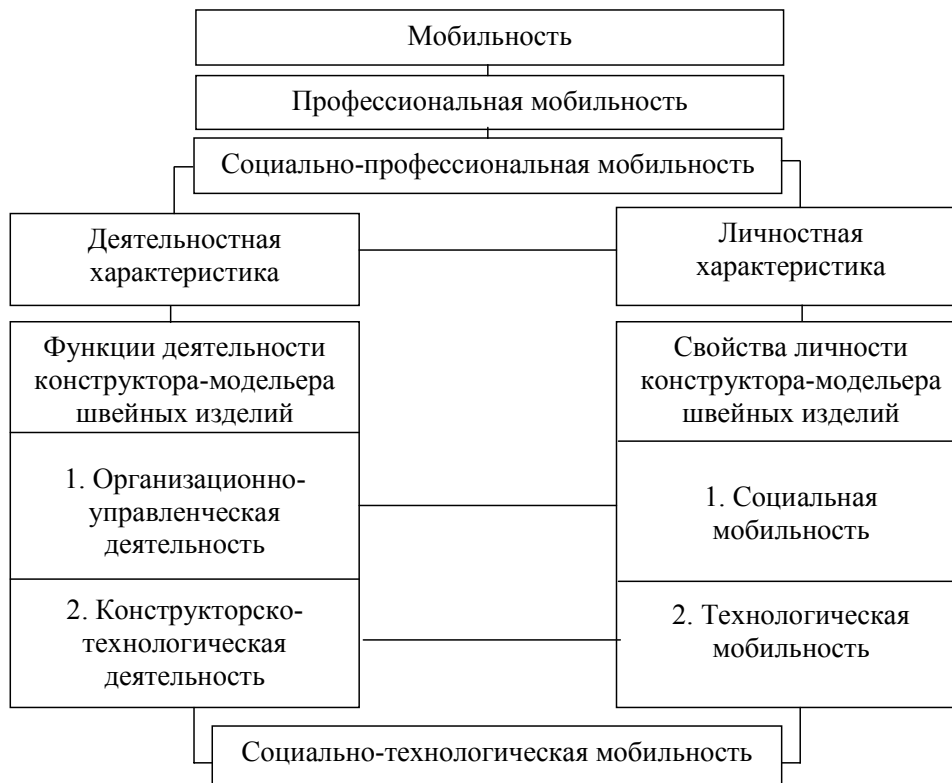 Мобильность
Профессиональная мобильность
Социально-профессиональная мобильность
Деятельностная
характеристика
Личностная
характеристика
Функции деятельности
конструктора-модельера
швейных изделий
Свойства личности
конструктора-модельера
швейных изделий
1. Организационно-
управленческая
деятельность
1. Социальная
мобильность
2. Конструкторско-
технологическая
деятельность
2. Технологическая
мобильность
Социально-технологическая мобильность